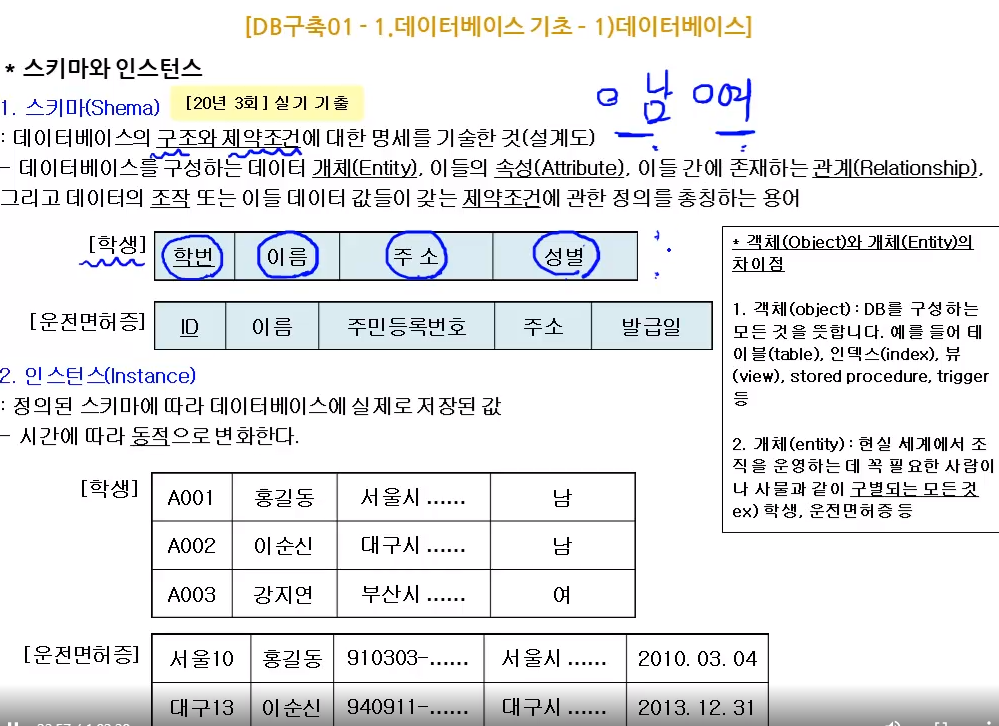 [DB구축01 - 1.데이터베이스 기초 - 1)데이터베이스]
* 스키마와 인스턴스
1. 스키마(Shema) [20년 3회] 실기 기출
남 여
: 데이터베이스의 구조와 제약조건에 대한 명세를 기술한 것(설계도)
- 데이터베이스를 구성하는 데이터 개체(Entity), 이들의 속성(Attribute), 이들 간에 존재하는 관계(Relationship),
그리고 데이터의 조작 또는 이들 데이터 값들이 갖는 제약조건에 관한 정의를 총칭하는 용어
[학생] 학번 이름 주 소 성별
[운전면허증] ID 이름 주민등록번호 주소 발급일
2. 인스턴스(Instance)
: 정의된 스키마에 따라 데이터베이스에 실제로 저장된 값
- 시간에 따라 동적으로 변화한다.
[학생] A001 홍길동 서울시 ...... 남
A002 이순신 대구시 ...... 남
A003 강지연 부산시 ...... 여
[운전면허증] 서울10 홍길동 910303-...... 서울시 ...... 2010. 03. 04
대구13 이순신 940911-...... 대구시 ...... 2013. 12. 31
* 객체(Object)와 개체(Entity)의
차이점
1. 객체(object) : DB를 구성하는
모든 것을 뜻합니다. 예를 들어 테
이블(table), 인덱스(index), 뷰
(view), stored procedure, trigger
등
2. 개체(entity) : 현실 세계에서 조
직을 운영하는 데 꼭 필요한 사람이
나 사물과 같이 구별되는 모든 것
ex) 학생, 운전면허증 등